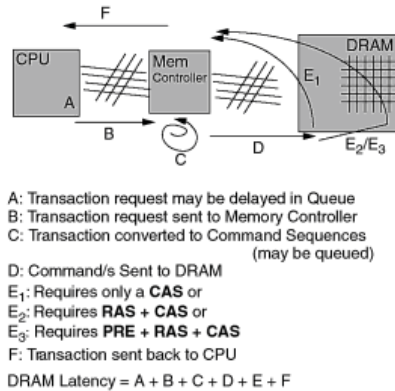 F
CPU
Mem
Controller
DRAM
A
E₁
B
C
D
E₂/E₃
A: Transaction request may be delayed in Queue
B: Transaction request sent to Memory Controller
C: Transaction converted to Command Sequences
(may be queued)
D: Command/s Sent to DRAM
E₁: Requires only a CAS or
E₂: Requires RAS + CAS or
E₃: Requires PRE + RAS + CAS
F: Transaction sent back to CPU
DRAM Latency = A + B + C + D + E + F